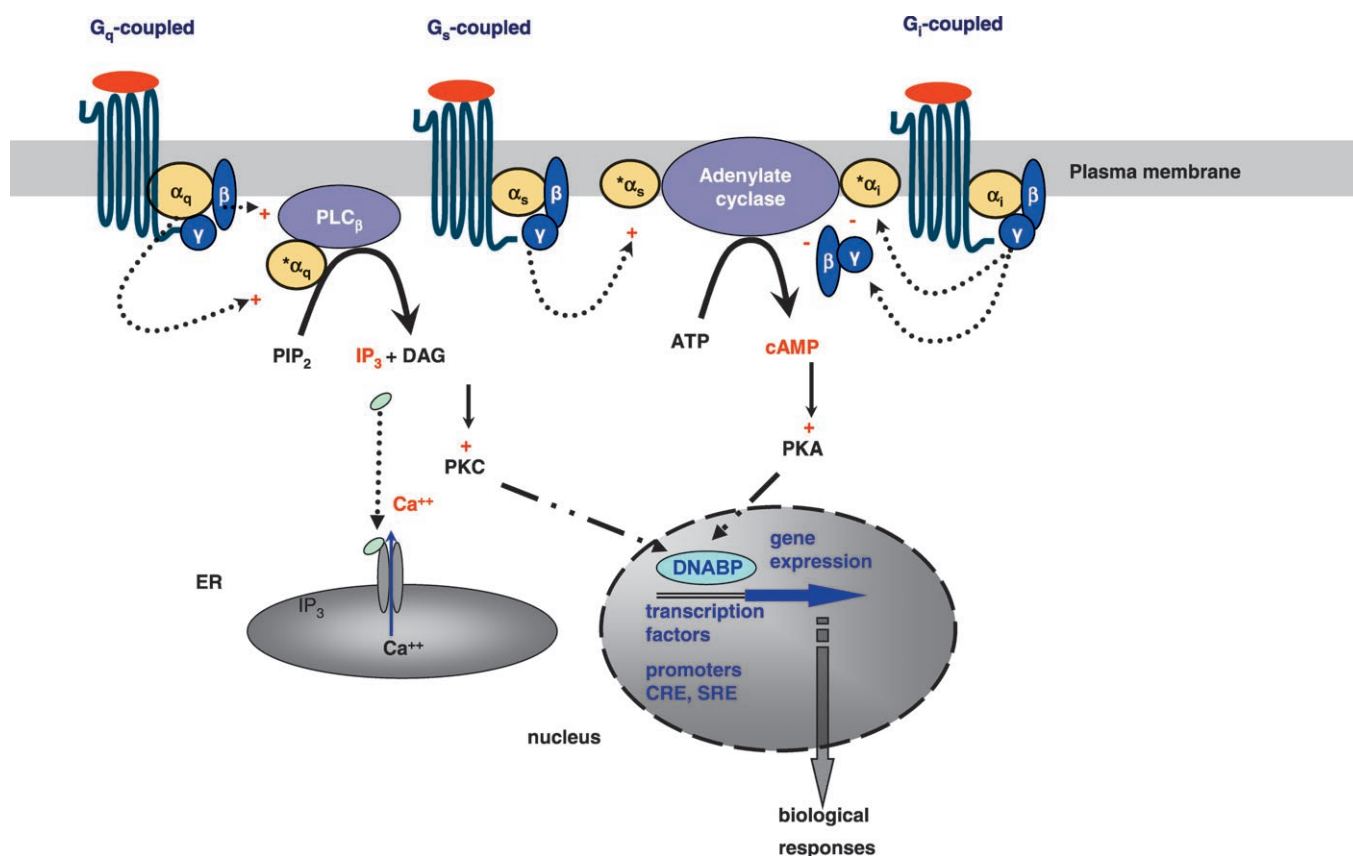 Gq-coupled
Gs-coupled
Gi-coupled
Plasma membrane
αq
β
γ
+
PLCβ
*αq
+
αs
β
γ
*αs
+
Adenylate
cyclase
*αi
-
-
β
γ
αi
β
γ
PIP2
IP3 + DAG
ATP
cAMP
+
PKC
+
PKA
Ca++
ER
IP3
Ca++
DNABP
gene
expression
transcription
factors
promoters
CRE, SRE
nucleus
biological
responses